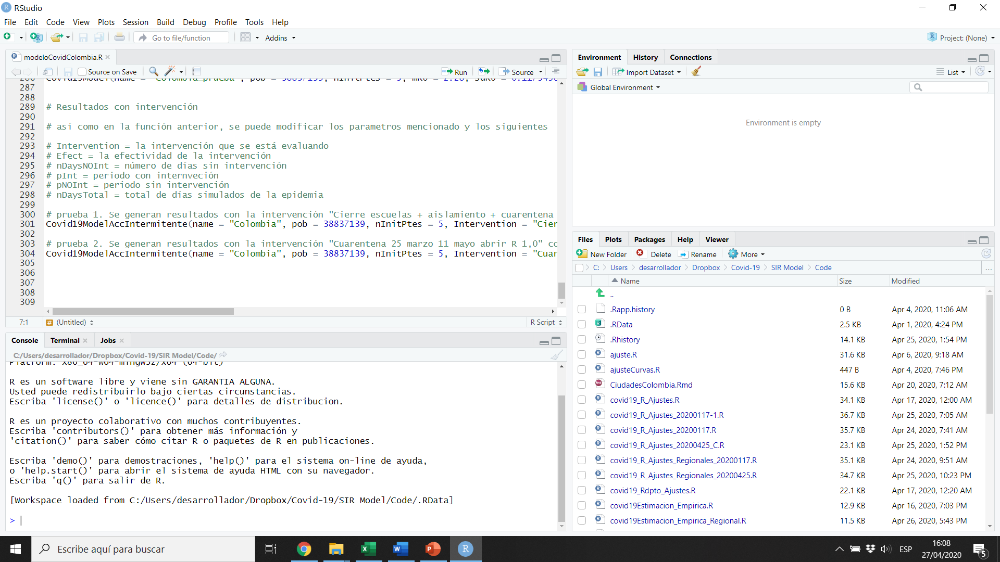 RStudio
File Edit Code View Plots Session Build Debug Profile Tools Help
Go to file/function Addins Project: (None)
modeloCovidColombia.R
Source on Save Run Source
287
288
289 # Resultados con intervención
290
291 # así como en la función anterior, se puede modificar los parametros mencionado y los siguientes
292
293 # Intervention = la intervención que se está evaluando
294 # Efect = la efectividad de la intervención
295 # nDaysNOInt = número de días sin intervención
296 # pInt = periodo con internveción
297 # pNOInt = periodo sin intervención
298 # nDaysTotal = total de días simulados de la epidemia
299
300 # prueba 1. Se generan resultados con la intervención "Cierre escuelas + aislamiento + cuarentena
301 Covid19ModelAccIntermitente(name = "Colombia", pob = 38837139, nInitPtes = 5, Intervention = "Cier
302
303 # prueba 2. Se generan resultados con la intervención "Cuarentena 25 marzo 11 mayo abrir R 1,0" co
304 Covid19ModelAccIntermitente(name = "Colombia", pob = 38837139, nInitPtes = 5, Intervention = "Cuar
305
306
307
308
309
7:1 (Untitled) R Script
Console Terminal Jobs
C:/Users/desarrollador/Dropbox/Covid-19/SIR Model/Code/
Platform: x86_64-w64-mingw32/x64 (64-bit)
R es un software libre y viene sin GARANTIA ALGUNA.
Usted puede redistribuirlo bajo ciertas circunstancias.
Escriba 'license()' o 'licence()' para detalles de distribucion.
R es un proyecto colaborativo con muchos contribuyentes.
Escriba 'contributors()' para obtener más información y
'citation()' para saber cómo citar R o paquetes de R en publicaciones.
Escriba 'demo()' para demostraciones, 'help()' para el sistema on-line de ayuda,
o 'help.start()' para abrir el sistema de ayuda HTML con su navegador.
Escriba 'q()' para salir de R.
[Workspace loaded from C:/Users/desarrollador/Dropbox/Covid-19/SIR Model/Code/.RData]
>
Environment History Connections
Import Dataset List
Global Environment
Environment is empty
Files Plots Packages Help Viewer
New Folder Delete Rename More
C: Users desarrollador Dropbox Covid-19 SIR Model Code ...
Name Size Modified
..
.Rapp.history 0 B Apr 4, 2020, 11:06 AM
.RData 2.5 KB Apr 1, 2020, 4:24 PM
.Rhistory 14.1 KB Apr 25, 2020, 1:54 PM
ajuste.R 31.6 KB Apr 6, 2020, 9:18 AM
ajusteCurvas.R 447 B Apr 4, 2020, 7:46 PM
CiudadesColombia.Rmd 15.6 KB Apr 20, 2020, 7:12 AM
covid19_R_Ajustes.R 34.1 KB Apr 17, 2020, 12:00 AM
covid19_R_Ajustes_20200117-1.R 36.7 KB Apr 25, 2020, 7:05 AM
covid19_R_Ajustes_20200117.R 35.7 KB Apr 24, 2020, 7:41 AM
covid19_R_Ajustes_20200425_C.R 23.1 KB Apr 25, 2020, 1:52 PM
covid19_R_Ajustes_Regionales_20200117.R 35.1 KB Apr 24, 2020, 9:51 AM
covid19_R_Ajustes_Regionales_20200425.R 34.7 KB Apr 25, 2020, 10:23 PM
covid19_Rdpto_Ajustes.R 22.1 KB Apr 17, 2020, 12:20 AM
covid19Estimacion_Empirica.R 12.9 KB Apr 16, 2020, 7:03 PM
covid19Estimacion_Empirica_Regional.R 11.5 KB Apr 26, 2020, 5:43 PM
Escribe aquí para buscar
ESP
16:08
27/04/2020
5